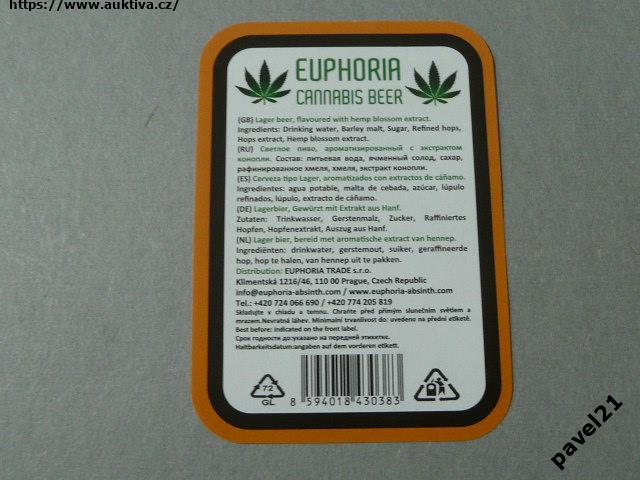 https://www.auktiva.cz/
EUPHORIA
CANNABIS BEER
(GB) Lager beer, flavoured with hemp blossom extract.
Ingredients: Drinking water, Barley malt, Sugar, Refined hops,
Hops extract, Hemp blossom extract.
(RU) Светлое пиво, ароматизированный с экстрактом
конопли. Состав: питьевая вода, ячменный солод, сахар,
рафинированное хмеля, хмеля, экстракт конопли.
(ES) Cerveza tipo Lager, aromatizados con extractos de cáñamo.
Ingredientes: agua potable, malta de cebada, azúcar, lúpulo
refinados, lúpulo, extracto de cáñamo.
(DE) Lagerbier, Gewürzt mit Extrakt aus Hanf.
Zutaten: Trinkwasser, Gerstenmalz, Zucker, Raffiniertes
Hopfen, Hopfenextrakt, Auszug aus Hanf.
(NL) Lager bier, bereid met aromatische extract van hennep.
Ingrediënten: drinkwater, gerstemout, suiker, geraffineerde
hop, hop te halen, van hennep uit te pakken.
Distribution: EUPHORIA TRADE s.r.o.
Klimentská 1216/46, 110 00 Prague, Czech Republic
info@euphoria-absinth.com / www.euphoria-absinth.com
Tel.: +420 724 066 690 / +420 774 205 819
Skladujte v chladu a temnu. Chraňte před přímým slunečním světlem a
mrazem.Nevratná láhev. Minimalní trvanlivost do: uvedeno na přední etiketě.
Best before: indicated on the front label.
Срок годности до:указано на передней этикетке.
Haltbarkeitsdatum:angaben auf dem vorderen etikett.
72
GL
8 594018 430383
pavel21